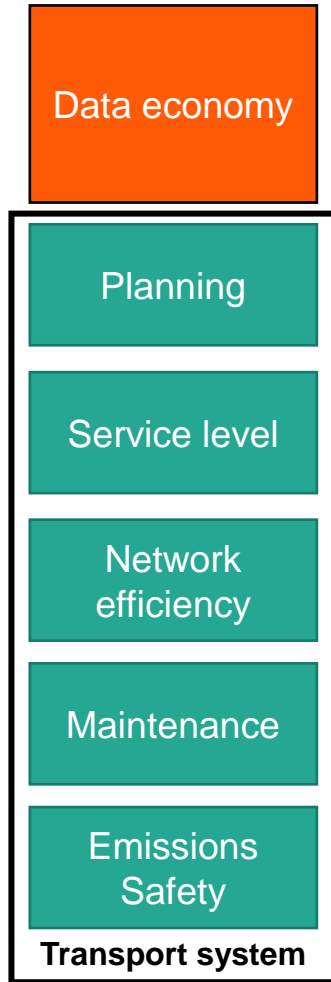 Data economy
Planning
Service level
Network
efficiency
Maintenance
Emissions
Safety
Transport system